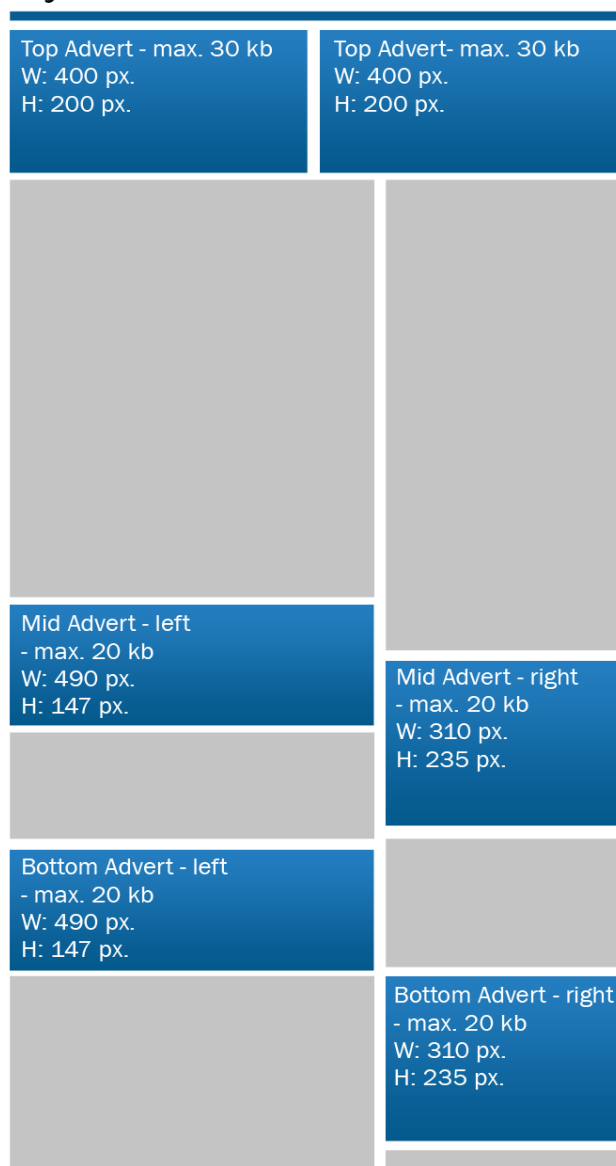 Top Advert - max. 30 kb
W: 400 px.
H: 200 px.
Top Advert- max. 30 kb
W: 400 px.
H: 200 px.
Mid Advert - left
- max. 20 kb
W: 490 px.
H: 147 px.
Mid Advert - right
- max. 20 kb
W: 310 px.
H: 235 px.
Bottom Advert - left
- max. 20 kb
W: 490 px.
H: 147 px.
Bottom Advert - right
- max. 20 kb
W: 310 px.
H: 235 px.